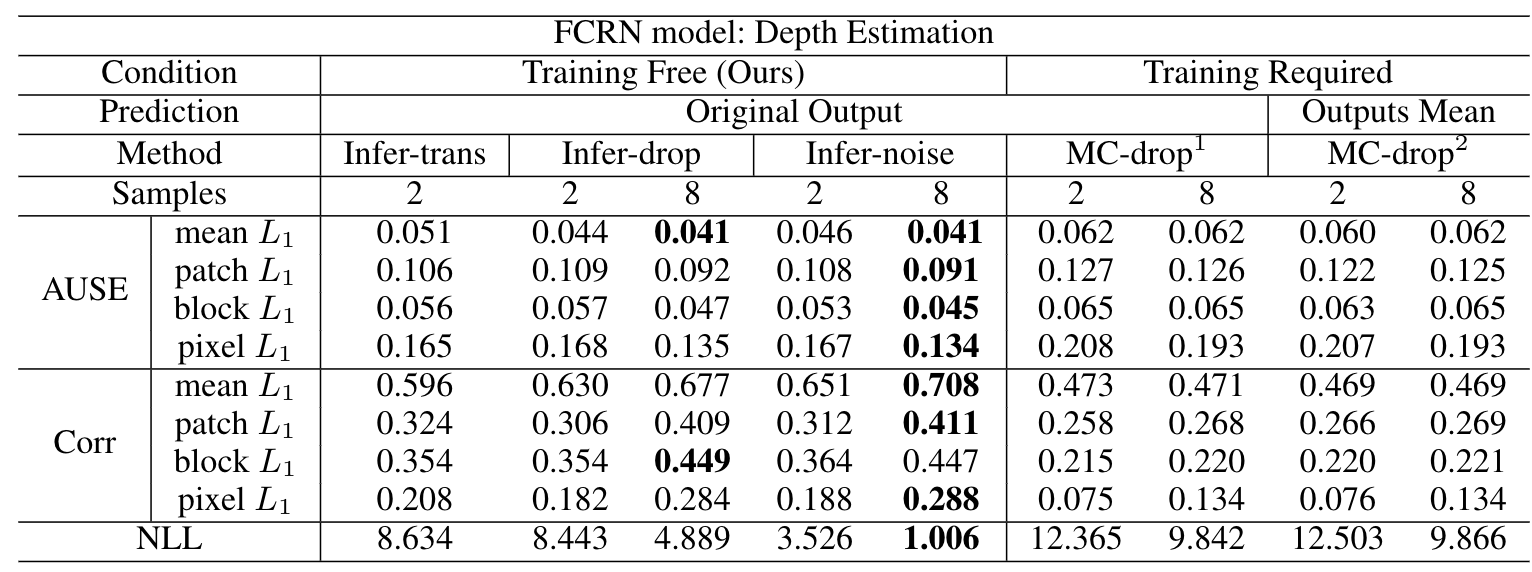 FCRN model: Depth Estimation
Condition Training Free (Ours) Training Required
Prediction Original Output Outputs Mean
Method Infer-trans Infer-drop Infer-noise MC-drop¹ MC-drop²
Samples 2 2 8 2 8 2 8 2 8
AUSE
mean L₁ 0.051 0.044 0.041 0.046 0.041 0.062 0.062 0.060 0.062
patch L₁ 0.106 0.109 0.092 0.108 0.091 0.127 0.126 0.122 0.125
block L₁ 0.056 0.057 0.047 0.053 0.045 0.065 0.065 0.063 0.065
pixel L₁ 0.165 0.168 0.135 0.167 0.134 0.208 0.193 0.207 0.193
Corr
mean L₁ 0.596 0.630 0.677 0.651 0.708 0.473 0.471 0.469 0.469
patch L₁ 0.324 0.306 0.409 0.312 0.411 0.258 0.268 0.266 0.269
block L₁ 0.354 0.354 0.449 0.364 0.447 0.215 0.220 0.220 0.221
pixel L₁ 0.208 0.182 0.284 0.188 0.288 0.075 0.134 0.076 0.134
NLL 8.634 8.443 4.889 3.526 1.006 12.365 9.842 12.503 9.866